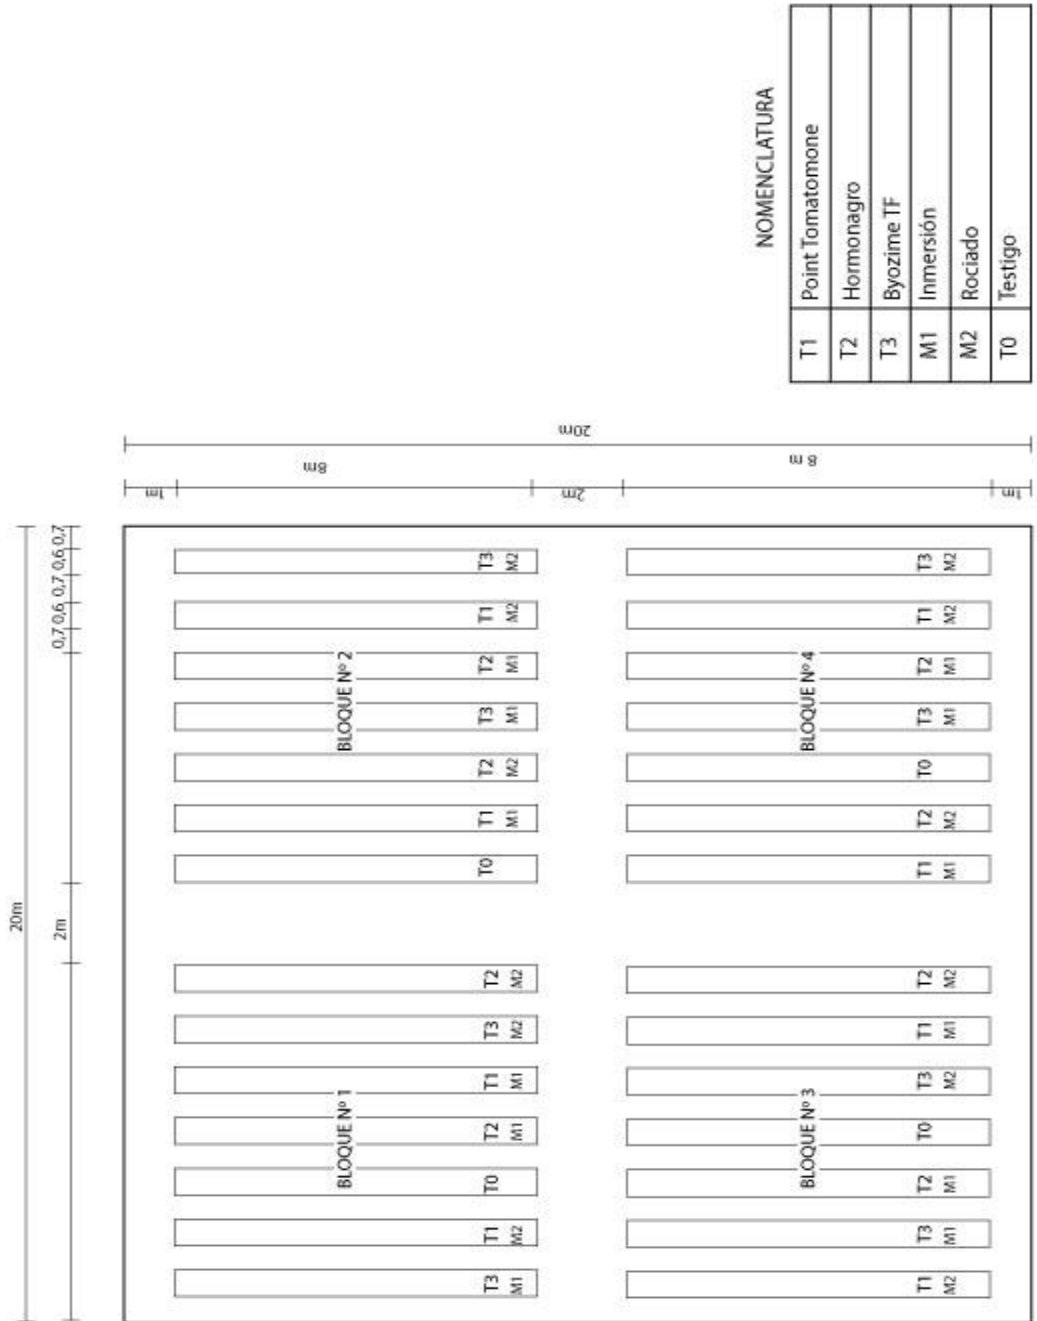 20m
2m
0,7 0,6 0,7 0,6 0,7
BLOQUE Nº 1
BLOQUE Nº 2
T3 T1 T0 T2 T1 T3 T2
M1 M2 M1 M1 M2 M2
T0 T1 T2 T3 T2 T1 T3
M1 M2 M1 M1 M2 M2
BLOQUE Nº 3
BLOQUE Nº 4
T1 T3 T2 T0 T3 T1 T2
M2 M1 M1 M2 M1 M2
T1 T2 T0 T3 T2 T1 T3
M1 M2 M1 M1 M2 M2
1m
8m
2m
8 m
1m
20m
NOMENCLATURA
T1 Point Tomatomone
T2 Hormonagro
T3 Byozime TF
M1 Inmersión
M2 Rociado
T0 Testigo